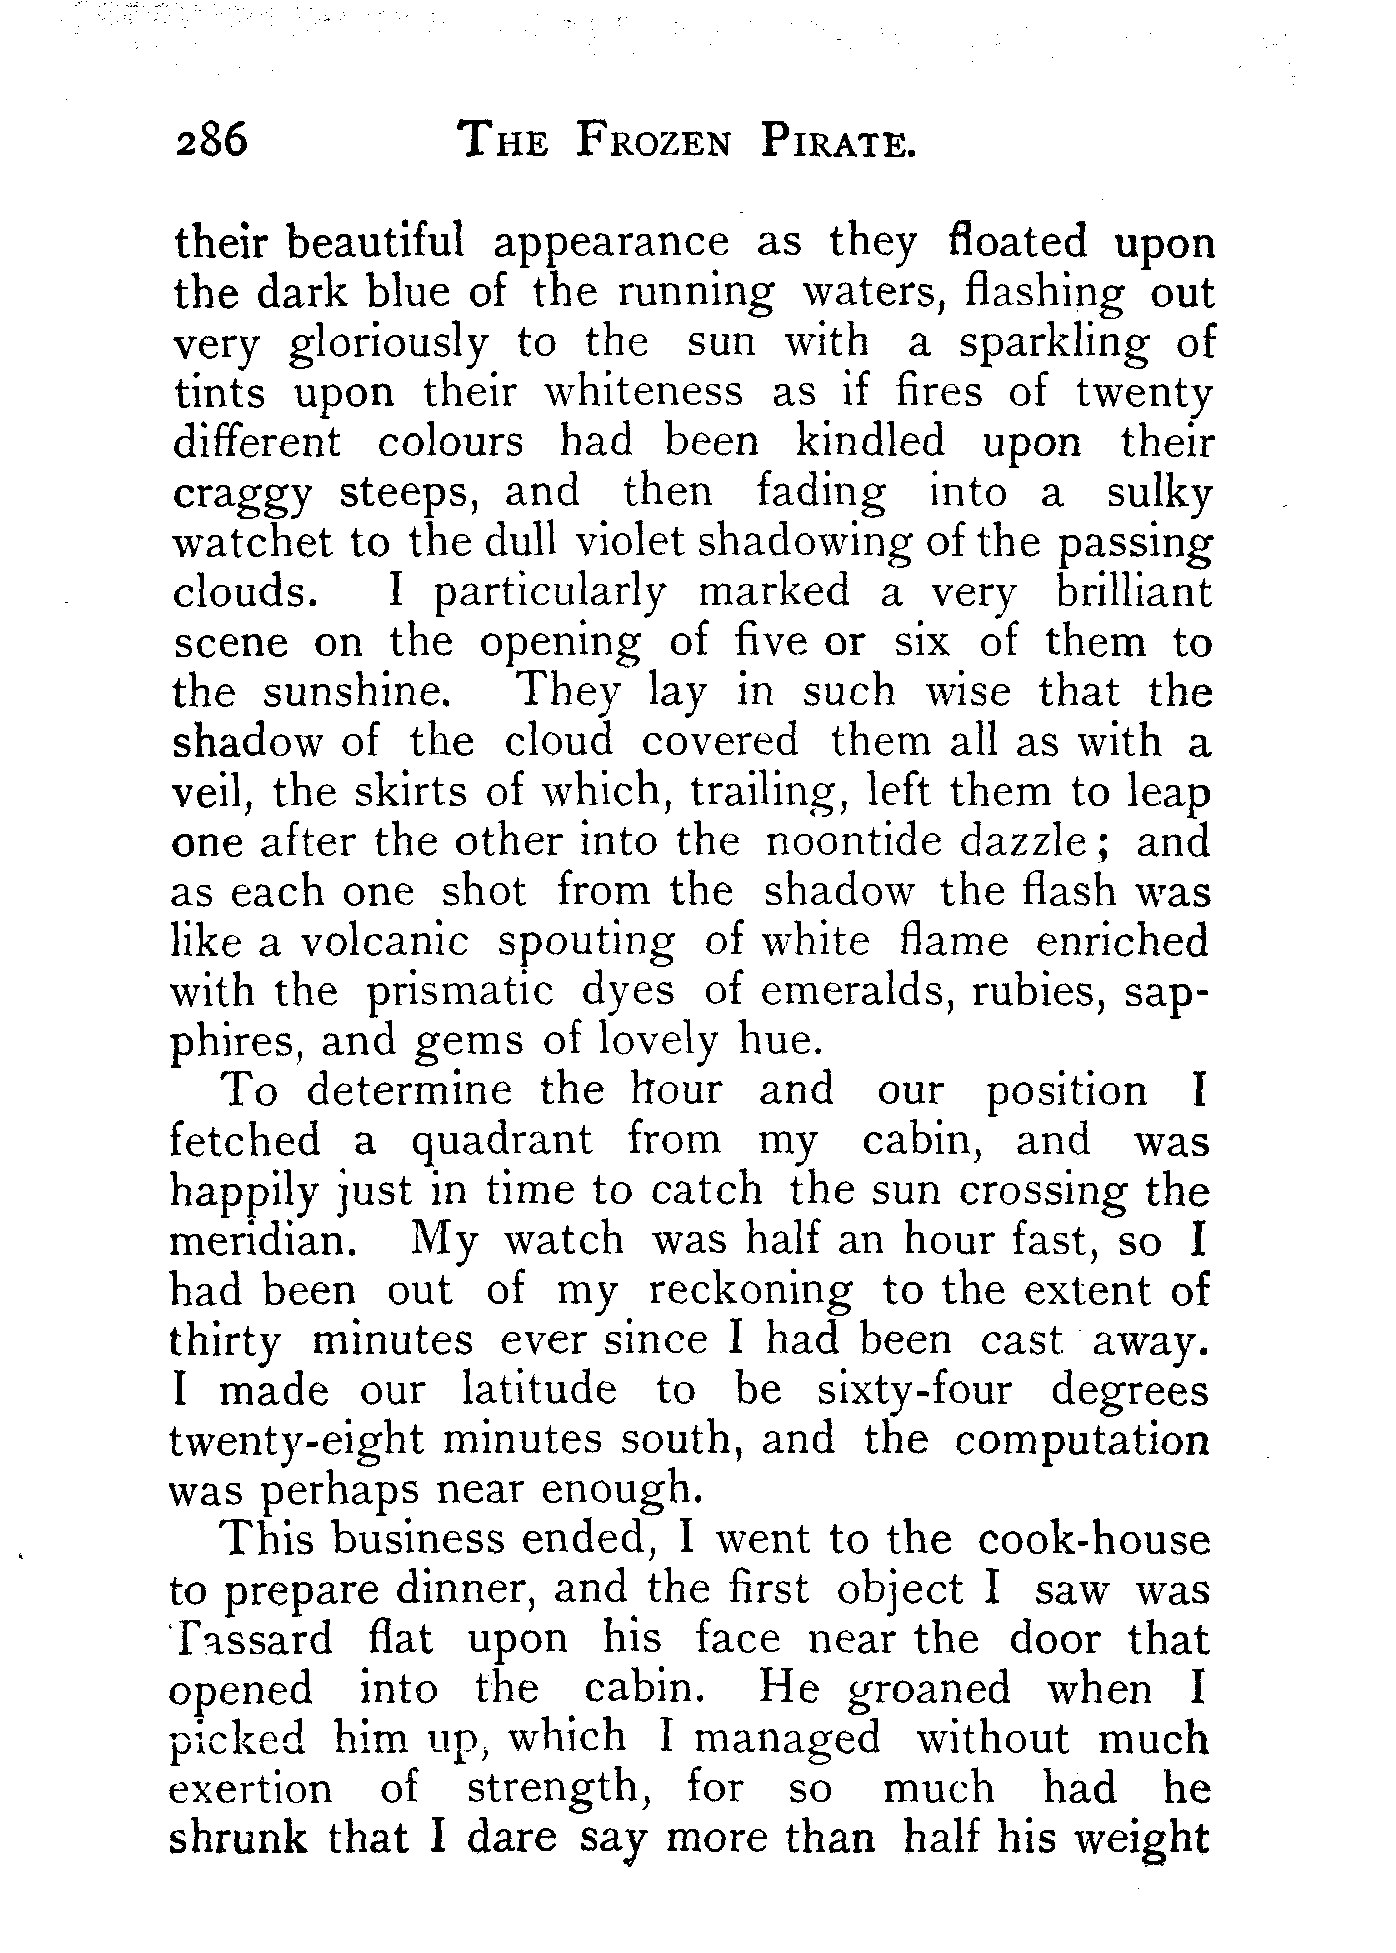 286 THE FROZEN PIRATE.
their beautiful appearance as they floated upon
the dark blue of the running waters, flashing out
very gloriously to the sun with a sparkling of
tints upon their whiteness as if fires of twenty
different colours had been kindled upon their
craggy steeps, and then fading into a sulky
watchet to the dull violet shadowing of the passing
clouds. I particularly marked a very brilliant
scene on the opening of five or six of them to
the sunshine. They lay in such wise that the
shadow of the cloud covered them all as with a
veil, the skirts of which, trailing, left them to leap
one after the other into the noontide dazzle; and
as each one shot from the shadow the flash was
like a volcanic spouting of white flame enriched
with the prismatic dyes of emeralds, rubies, sap-
phires, and gems of lovely hue.
To determine the hour and our position I
fetched a quadrant from my cabin, and was
happily just in time to catch the sun crossing the
meridian. My watch was half an hour fast, so I
had been out of my reckoning to the extent of
thirty minutes ever since I had been cast away.
I made our latitude to be sixty-four degrees
twenty-eight minutes south, and the computation
was perhaps near enough.
This business ended, I went to the cook-house
to prepare dinner, and the first object I saw was
Tassard flat upon his face near the door that
opened into the cabin. He groaned when I
picked him up, which I managed without much
exertion of strength, for so much had he
shrunk that I dare say more than half his weight